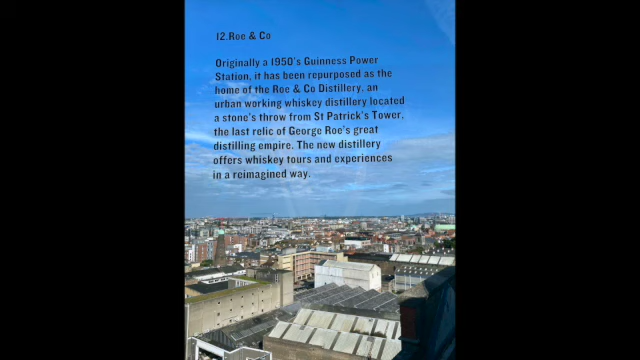 12.Roe & Co
Originally a 1950's Guinness Power
Station, it has been repurposed as the
home of the Roe & Co Distillery, an
urban working whiskey distillery located
a stone's throw from St Patrick's Tower,
the last relic of George Roe's great
distilling empire. The new distillery
offers whiskey tours and experiences
in a reimagined way.